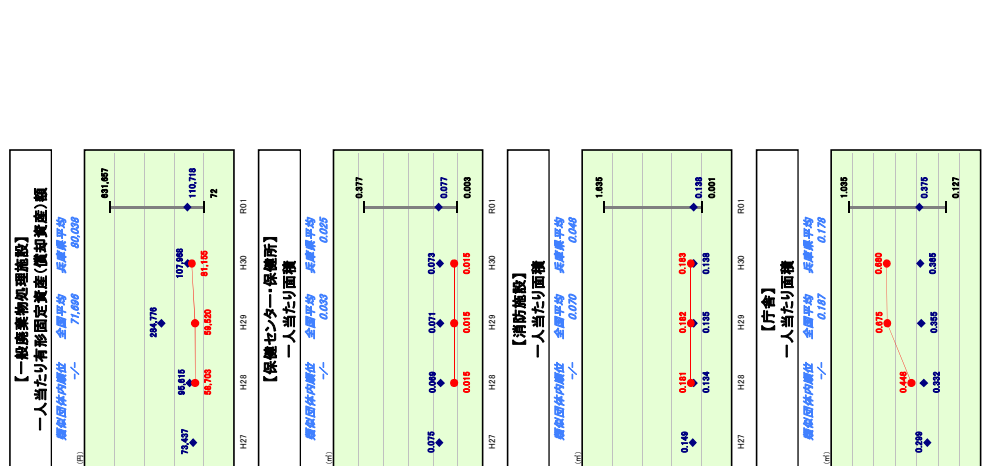 【一般廃棄物処理施設】
一人当たり有形固定資産(償却資産)額
類似団体内順位 全国平均 兵庫県平均
-/- 71,696 80,038
(円)
631,667
284,776
107,968
95,615
73,437
110,718
72
81,155
59,520
58,703
H27 H28 H29 H30 R01
【保健センター・保健所】
一人当たり面積
類似団体内順位 全国平均 兵庫県平均
-/- 0.033 0.025
(㎡)
0.377
0.075 0.069 0.071 0.073 0.077
0.015 0.015 0.015
0.003
H27 H28 H29 H30 R01
【消防施設】
一人当たり面積
類似団体内順位 全国平均 兵庫県平均
-/- 0.070 0.048
(㎡)
1.635
0.181 0.182 0.183
0.149 0.134 0.135 0.138 0.138
0.001
H27 H28 H29 H30 R01
【庁舎】
一人当たり面積
類似団体内順位 全国平均 兵庫県平均
-/- 0.187 0.178
(㎡)
1.035
0.448 0.675 0.680
0.299 0.332 0.355 0.365 0.375
0.127
H27 H28 H29 H30 R01